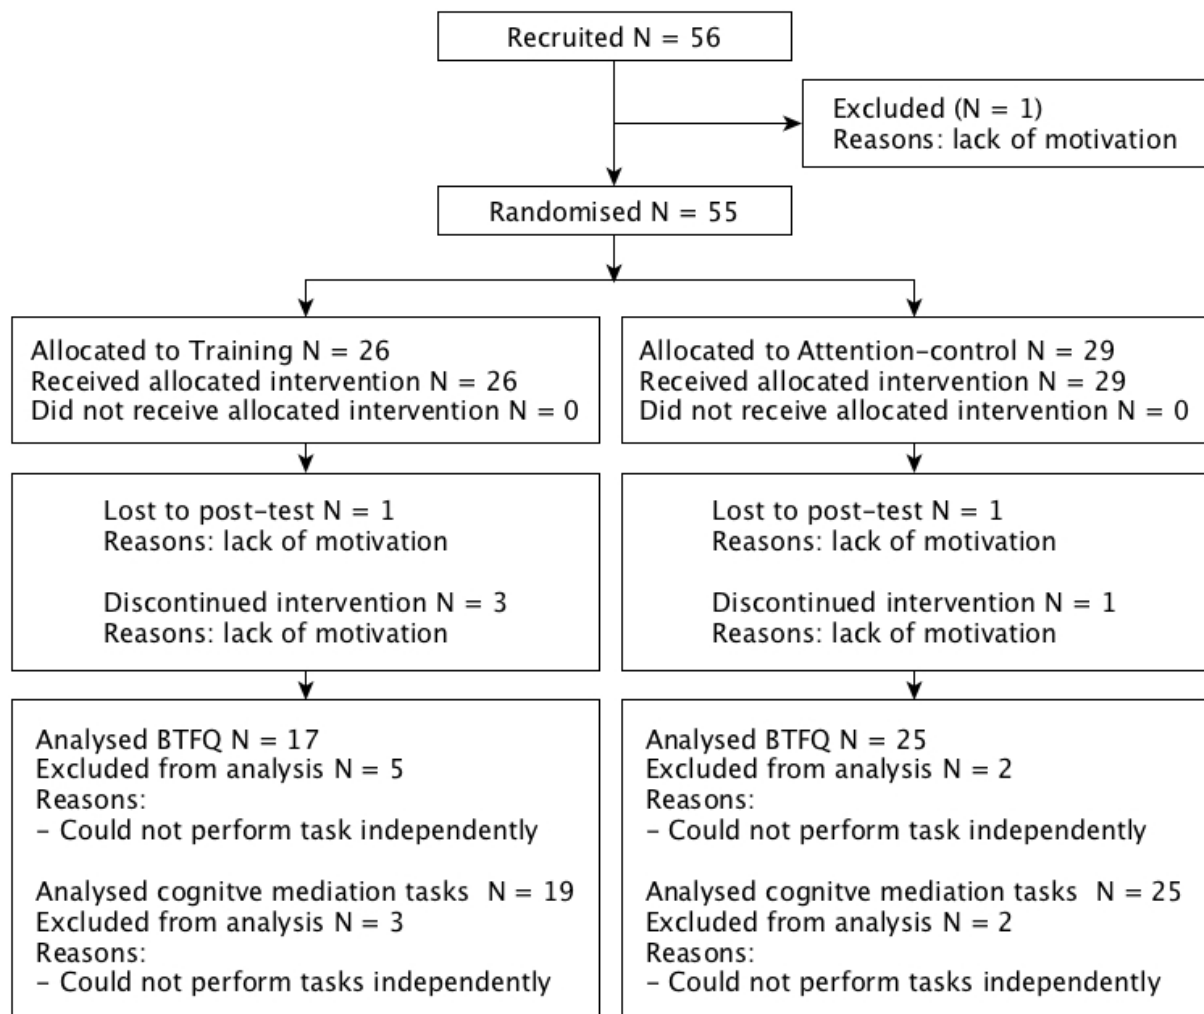 Recruited N = 56
Excluded (N = 1)
Reasons: lack of motivation
Randomised N = 55
Allocated to Training N = 26
Received allocated intervention N = 26
Did not receive allocated intervention N = 0
Allocated to Attention-control N = 29
Received allocated intervention N = 29
Did not receive allocated intervention N = 0
Lost to post-test N = 1
Reasons: lack of motivation
Discontinued intervention N = 3
Reasons: lack of motivation
Lost to post-test N = 1
Reasons: lack of motivation
Discontinued intervention N = 1
Reasons: lack of motivation
Analysed BTFQ N = 17
Excluded from analysis N = 5
Reasons:
- Could not perform task independently
Analysed cognitve mediation tasks N = 19
Excluded from analysis N = 3
Reasons:
- Could not perform tasks independently
Analysed BTFQ N = 25
Excluded from analysis N = 2
Reasons:
- Could not perform task independently
Analysed cognitve mediation tasks N = 25
Excluded from analysis N = 2
Reasons:
- Could not perform tasks independently